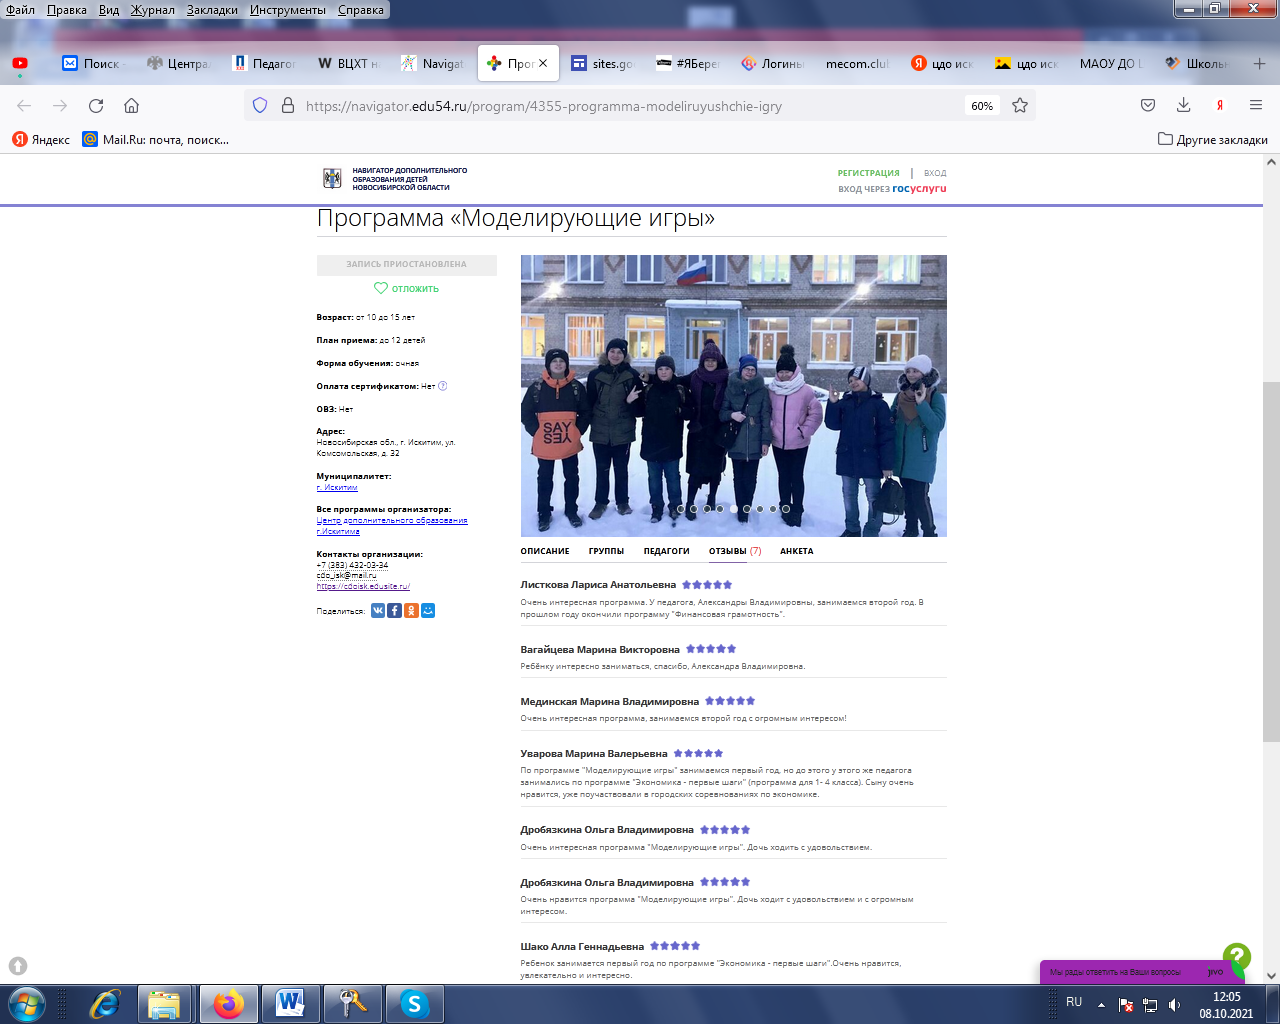 Файл Правка Вид Журнал Закладки Инструменты Справка
Поиск Централ Педагог ВЦХТ на Navigat Прог sites.goo #ЯБерег Логины mecom.club цдо иск цдо иск МАОУ ДО Школьн
https://navigator.edu54.ru/program/4355-programma-modeliruyushchie-igry 60%
Яндекс Mail.Ru: почта, поиск... Другие закладки
НАВИГАТОР ДОПОЛНИТЕЛЬНОГО
ОБРАЗОВАНИЯ ДЕТЕЙ
НОВОСИБИРСКОЙ ОБЛАСТИ
РЕГИСТРАЦИЯ | ВХОД
ВХОД ЧЕРЕЗ госуслуги
Программа «Моделирующие игры»
ЗАПИСЬ ПРИОСТАНОВЛЕНА
ОТЛОЖИТЬ
Возраст: от 10 до 15 лет
План приема: до 12 детей
Форма обучения: очная
Оплата сертификатом: Нет ?
ОВЗ: Нет
Адрес:
Новосибирская обл., г. Искитим, ул.
Комсомольская, д. 32
Муниципалитет:
г. Искитим
Все программы организатора:
Центр дополнительного образования
г.Искитима
Контакты организации:
+7 (383) 432-03-34
cdo_isk@mail.ru
https://cdoisk.edusite.ru/
Поделиться:
SAY
YES
ОПИСАНИЕ ГРУППЫ ПЕДАГОГИ ОТЗЫВЫ (7) АНКЕТА
Листкова Лариса Анатольевна
Очень интересная программа. У педагога, Александры Владимировны, занимаемся второй год. В
прошлом году окончили программу "Финансовая грамотность".
Вагайцева Марина Викторовна
Ребёнку интересно заниматься, спасибо, Александра Владимировна.
Мединская Марина Владимировна
Очень интересная программа, занимаемся второй год с огромным интересом!
Уварова Марина Валерьевна
По программе "Моделирующие игры" занимаемся первый год, но до этого у этого же педагога
занимались по программе "Экономика - первые шаги" (программа для 1- 4 класса). Сыну очень
нравится, уже поучаствовали в городских соревнованиях по экономике.
Дробязкина Ольга Владимировна
Очень интересная программа "Моделирующие игры". Дочь ходить с удовольствием.
Дробязкина Ольга Владимировна
Очень нравится программа "Моделирующие игры". Дочь ходит с удовольствием и с огромным
интересом.
Шако Алла Геннадьевна
Ребенок занимается первый год по программе "Экономика - первые шаги".Очень нравится,
увлекательно и интересно.
Мы рады ответить на Ваши вопросы jivo
RU 12:05
08.10.2021